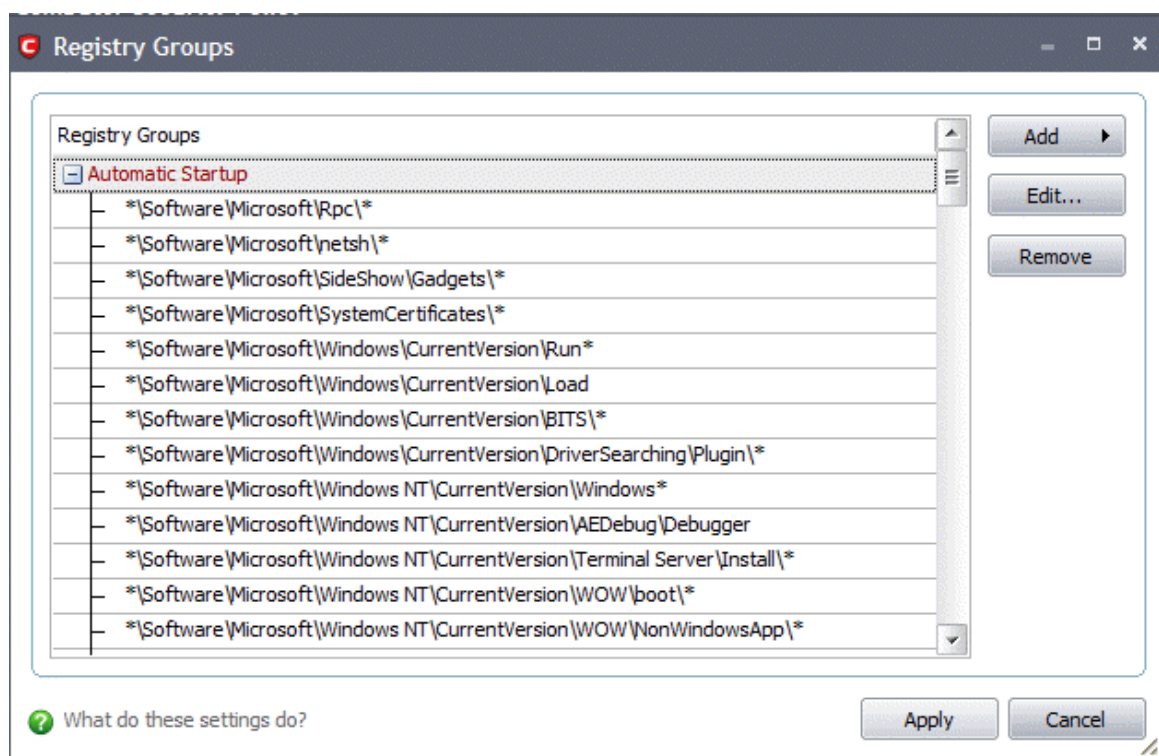 Registry Groups
Registry Groups
Automatic Startup
*\Software\Microsoft\Rpc\*
*\Software\Microsoft\netsh\*
*\Software\Microsoft\SideShow\Gadgets\*
*\Software\Microsoft\SystemCertificates\*
*\Software\Microsoft\Windows\CurrentVersion\Run*
*\Software\Microsoft\Windows\CurrentVersion\Load
*\Software\Microsoft\Windows\CurrentVersion\BITS\*
*\Software\Microsoft\Windows\CurrentVersion\DriverSearching\Plugin\*
*\Software\Microsoft\Windows NT\CurrentVersion\Windows*
*\Software\Microsoft\Windows NT\CurrentVersion\AEDebug\Debugger
*\Software\Microsoft\Windows NT\CurrentVersion\Terminal Server\Install\*
*\Software\Microsoft\Windows NT\CurrentVersion\WOW\boot\*
*\Software\Microsoft\Windows NT\CurrentVersion\WOW\NonWindowsApp\*
Add
Edit...
Remove
What do these settings do?
Apply
Cancel